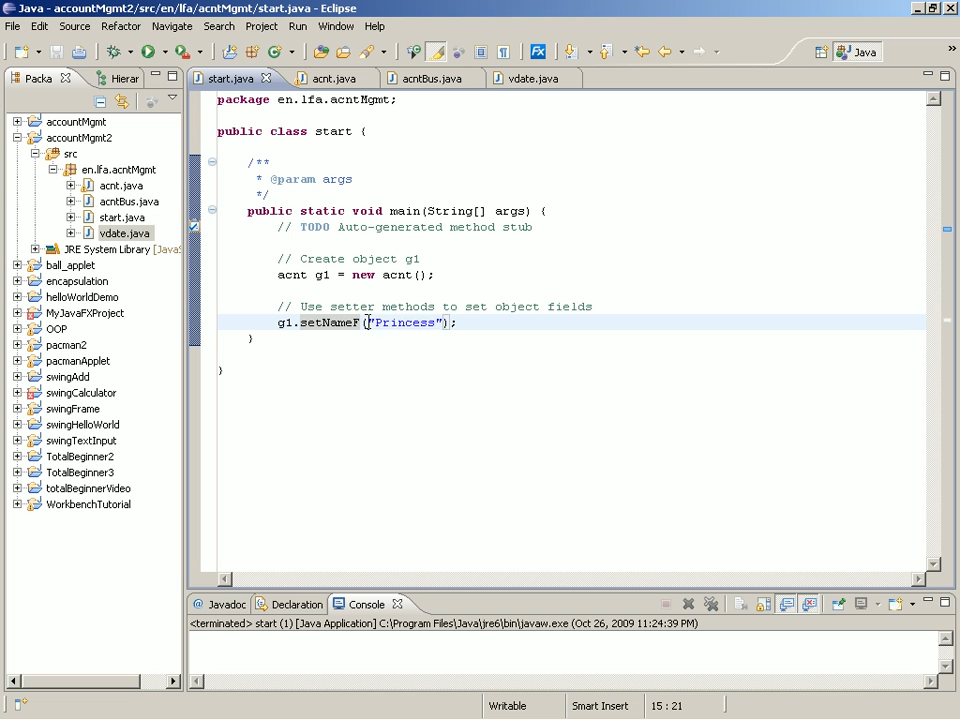 Java - accountMgmt2/src/en/lfa/acntMgmt/start.java - Eclipse
File Edit Source Refactor Navigate Search Project Run Window Help
FX
Java
»
Packa
Hierar
start.java
acnt.java
acntBus.java
vdate.java
accountMgmt
accountMgmt2
src
en.lfa.acntMgmt
acnt.java
acntBus.java
start.java
vdate.java
JRE System Library [JavaS
ball_applet
encapsulation
helloWorldDemo
MyJavaFXProject
OOP
pacman2
pacmanApplet
swingAdd
swingCalculator
swingFrame
swingHelloWorld
swingTextInput
TotalBeginner2
TotalBeginner3
totalBeginnerVideo
WorkbenchTutorial
package en.lfa.acntMgmt;
public class start {
/**
* @param args
*/
public static void main(String[] args) {
// TODO Auto-generated method stub
// Create object g1
acnt g1 = new acnt();
// Use setter methods to set object fields
g1.setNameF("Princess");
}
}
@ Javadoc
Declaration
Console
<terminated> start (1) [Java Application] C:\Program Files\Java\jre6\bin\javaw.exe (Oct 26, 2009 11:24:39 PM)
Writable
Smart Insert
15 : 21